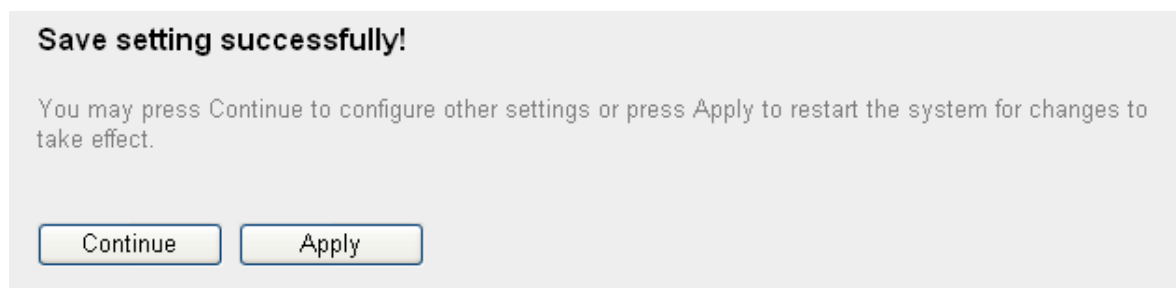 Save setting successfully!
You may press Continue to configure other settings or press Apply to restart the system for changes to
take effect.
Continue
Apply